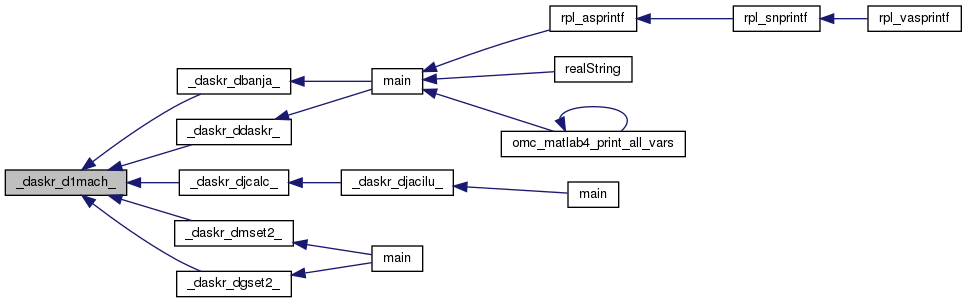 rpl_asprintf
rpl_snprintf
rpl_vasprintf
realString
_daskr_dbanja_
main
_daskr_ddaskr_
omc_matlab4_print_all_vars
_daskr_d1mach_
_daskr_djcalc_
_daskr_djacilu_
main
_daskr_dmset2_
main
_daskr_dgset2_